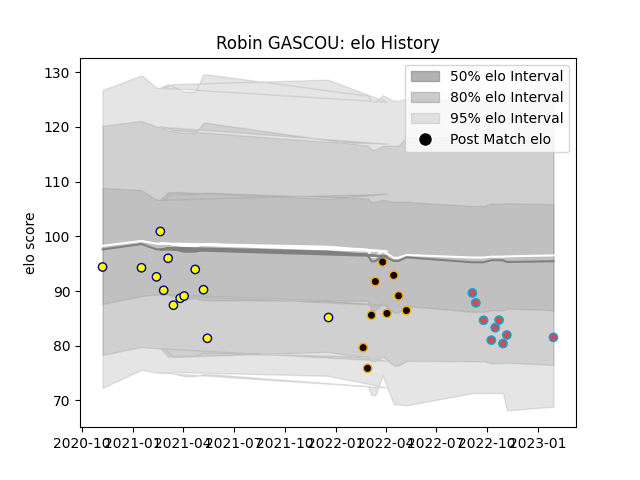 Robin GASCOU: elo History
50% elo Interval
80% elo Interval
95% elo Interval
Post Match elo
elo score
130
120
110
100
90
80
70
2020-10 2021-01 2021-04 2021-07 2021-10 2022-01 2022-04 2022-07 2022-10 2023-01